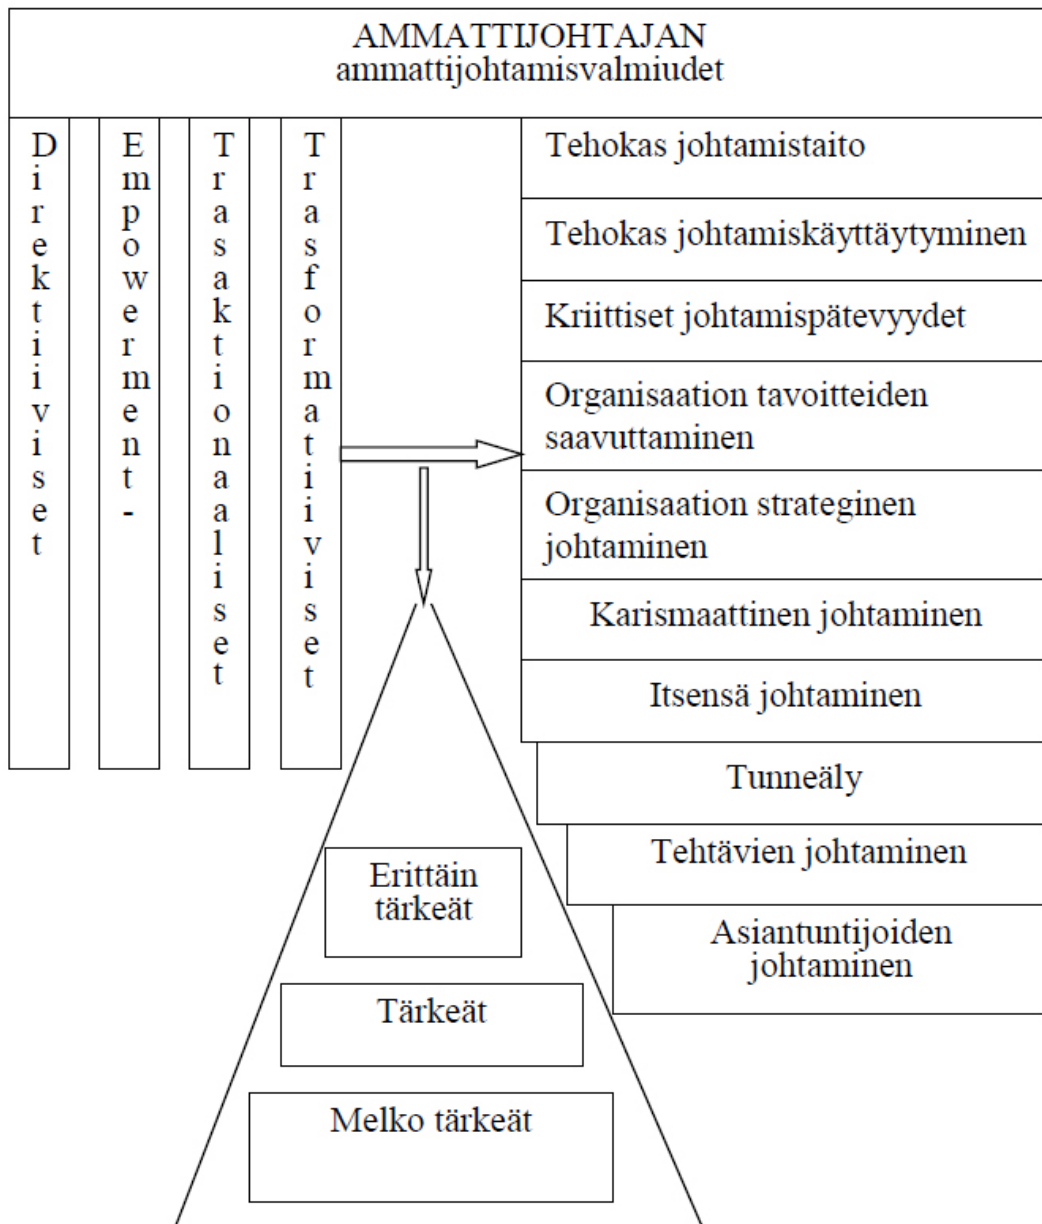 AMMATTIJOHTAJAN
ammattijohtamisvalmiudet
Direktiiviset
Empowerment-
Trasaktionaaliset
Trasformatiiviset
Tehokas johtamistaito
Tehokas johtamiskäyttäytyminen
Kriittiset johtamispätevyydet
Organisaation tavoitteiden
saavuttaminen
Organisaation strateginen
johtaminen
Karismaattinen johtaminen
Itsensä johtaminen
Tunneäly
Tehtävien johtaminen
Asiantuntijoiden
johtaminen
Erittäin
tärkeät
Tärkeät
Melko tärkeät